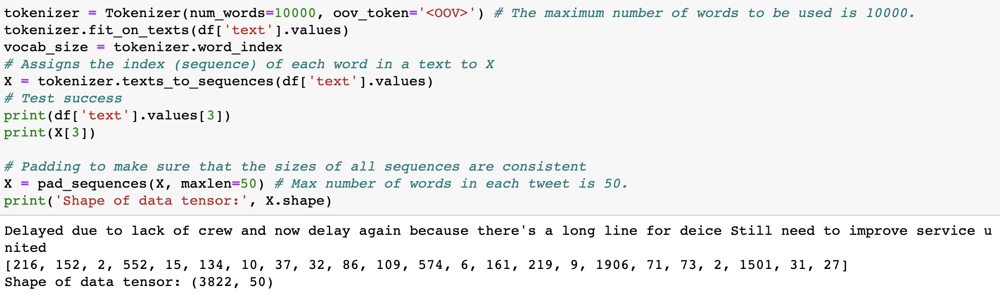 tokenizer = Tokenizer(num_words=10000, oov_token='<OOV>') # The maximum number of words to be used is 10000.
tokenizer.fit_on_texts(df['text'].values)
vocab_size = tokenizer.word_index
# Assigns the index (sequence) of each word in a text to X
X = tokenizer.texts_to_sequences(df['text'].values)
# Test success
print(df['text'].values[3])
print(X[3])
# Padding to make sure that the sizes of all sequences are consistent
X = pad_sequences(X, maxlen=50) # Max number of words in each tweet is 50.
print('Shape of data tensor:', X.shape)
Delayed due to lack of crew and now delay again because there's a long line for deice Still need to improve service u
nited
[216, 152, 2, 552, 15, 134, 10, 37, 32, 86, 109, 574, 6, 161, 219, 9, 1906, 71, 73, 2, 1501, 31, 27]
Shape of data tensor: (3822, 50)